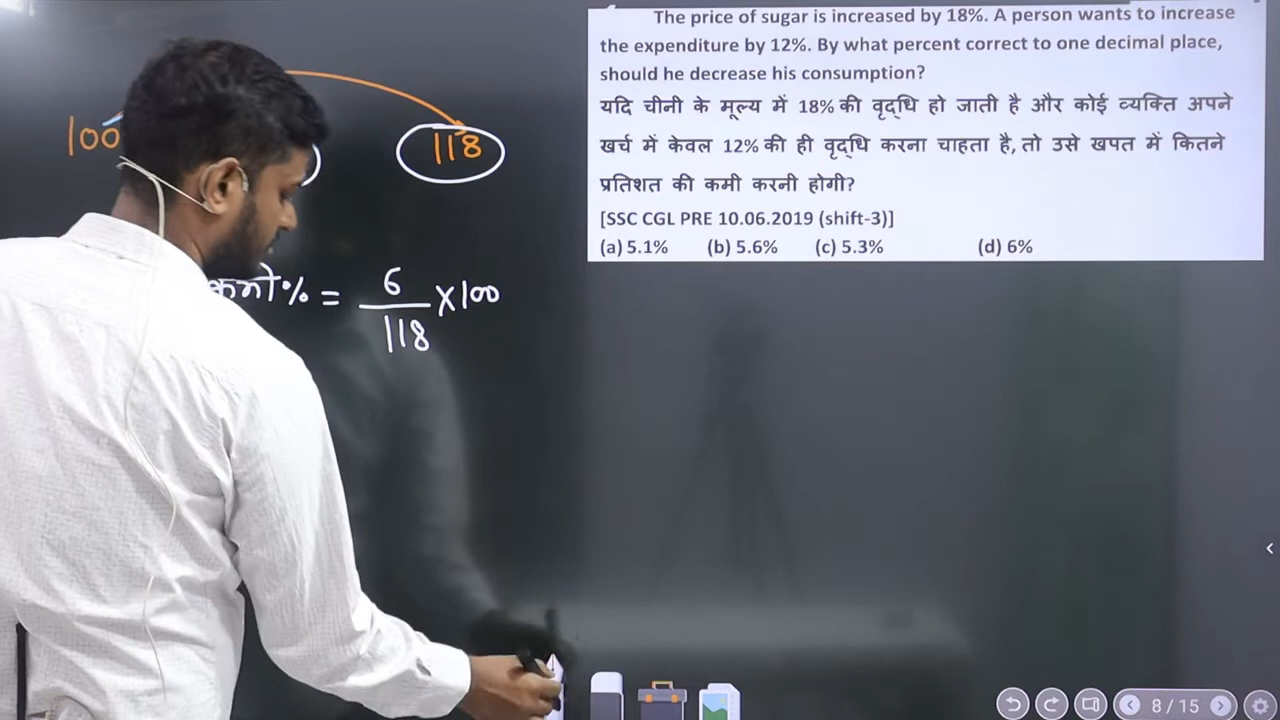 The price of sugar is increased by 18%. A person wants to increase
the expenditure by 12%. By what percent correct to one decimal place,
should he decrease his consumption?
यदि चीनी के मूल्य में 18% की वृद्धि हो जाती है और कोई व्यक्ति अपने
खर्च में केवल 12% की ही वृद्धि करना चाहता है, तो उसे खपत में कितने
प्रतिशत की कमी करनी होगी?
[SSC CGL PRE 10.06.2019 (shift-3)]
(a) 5.1% (b) 5.6% (c) 5.3% (d) 6%
100 118
कमी% = 6/118 × 100
8 / 15